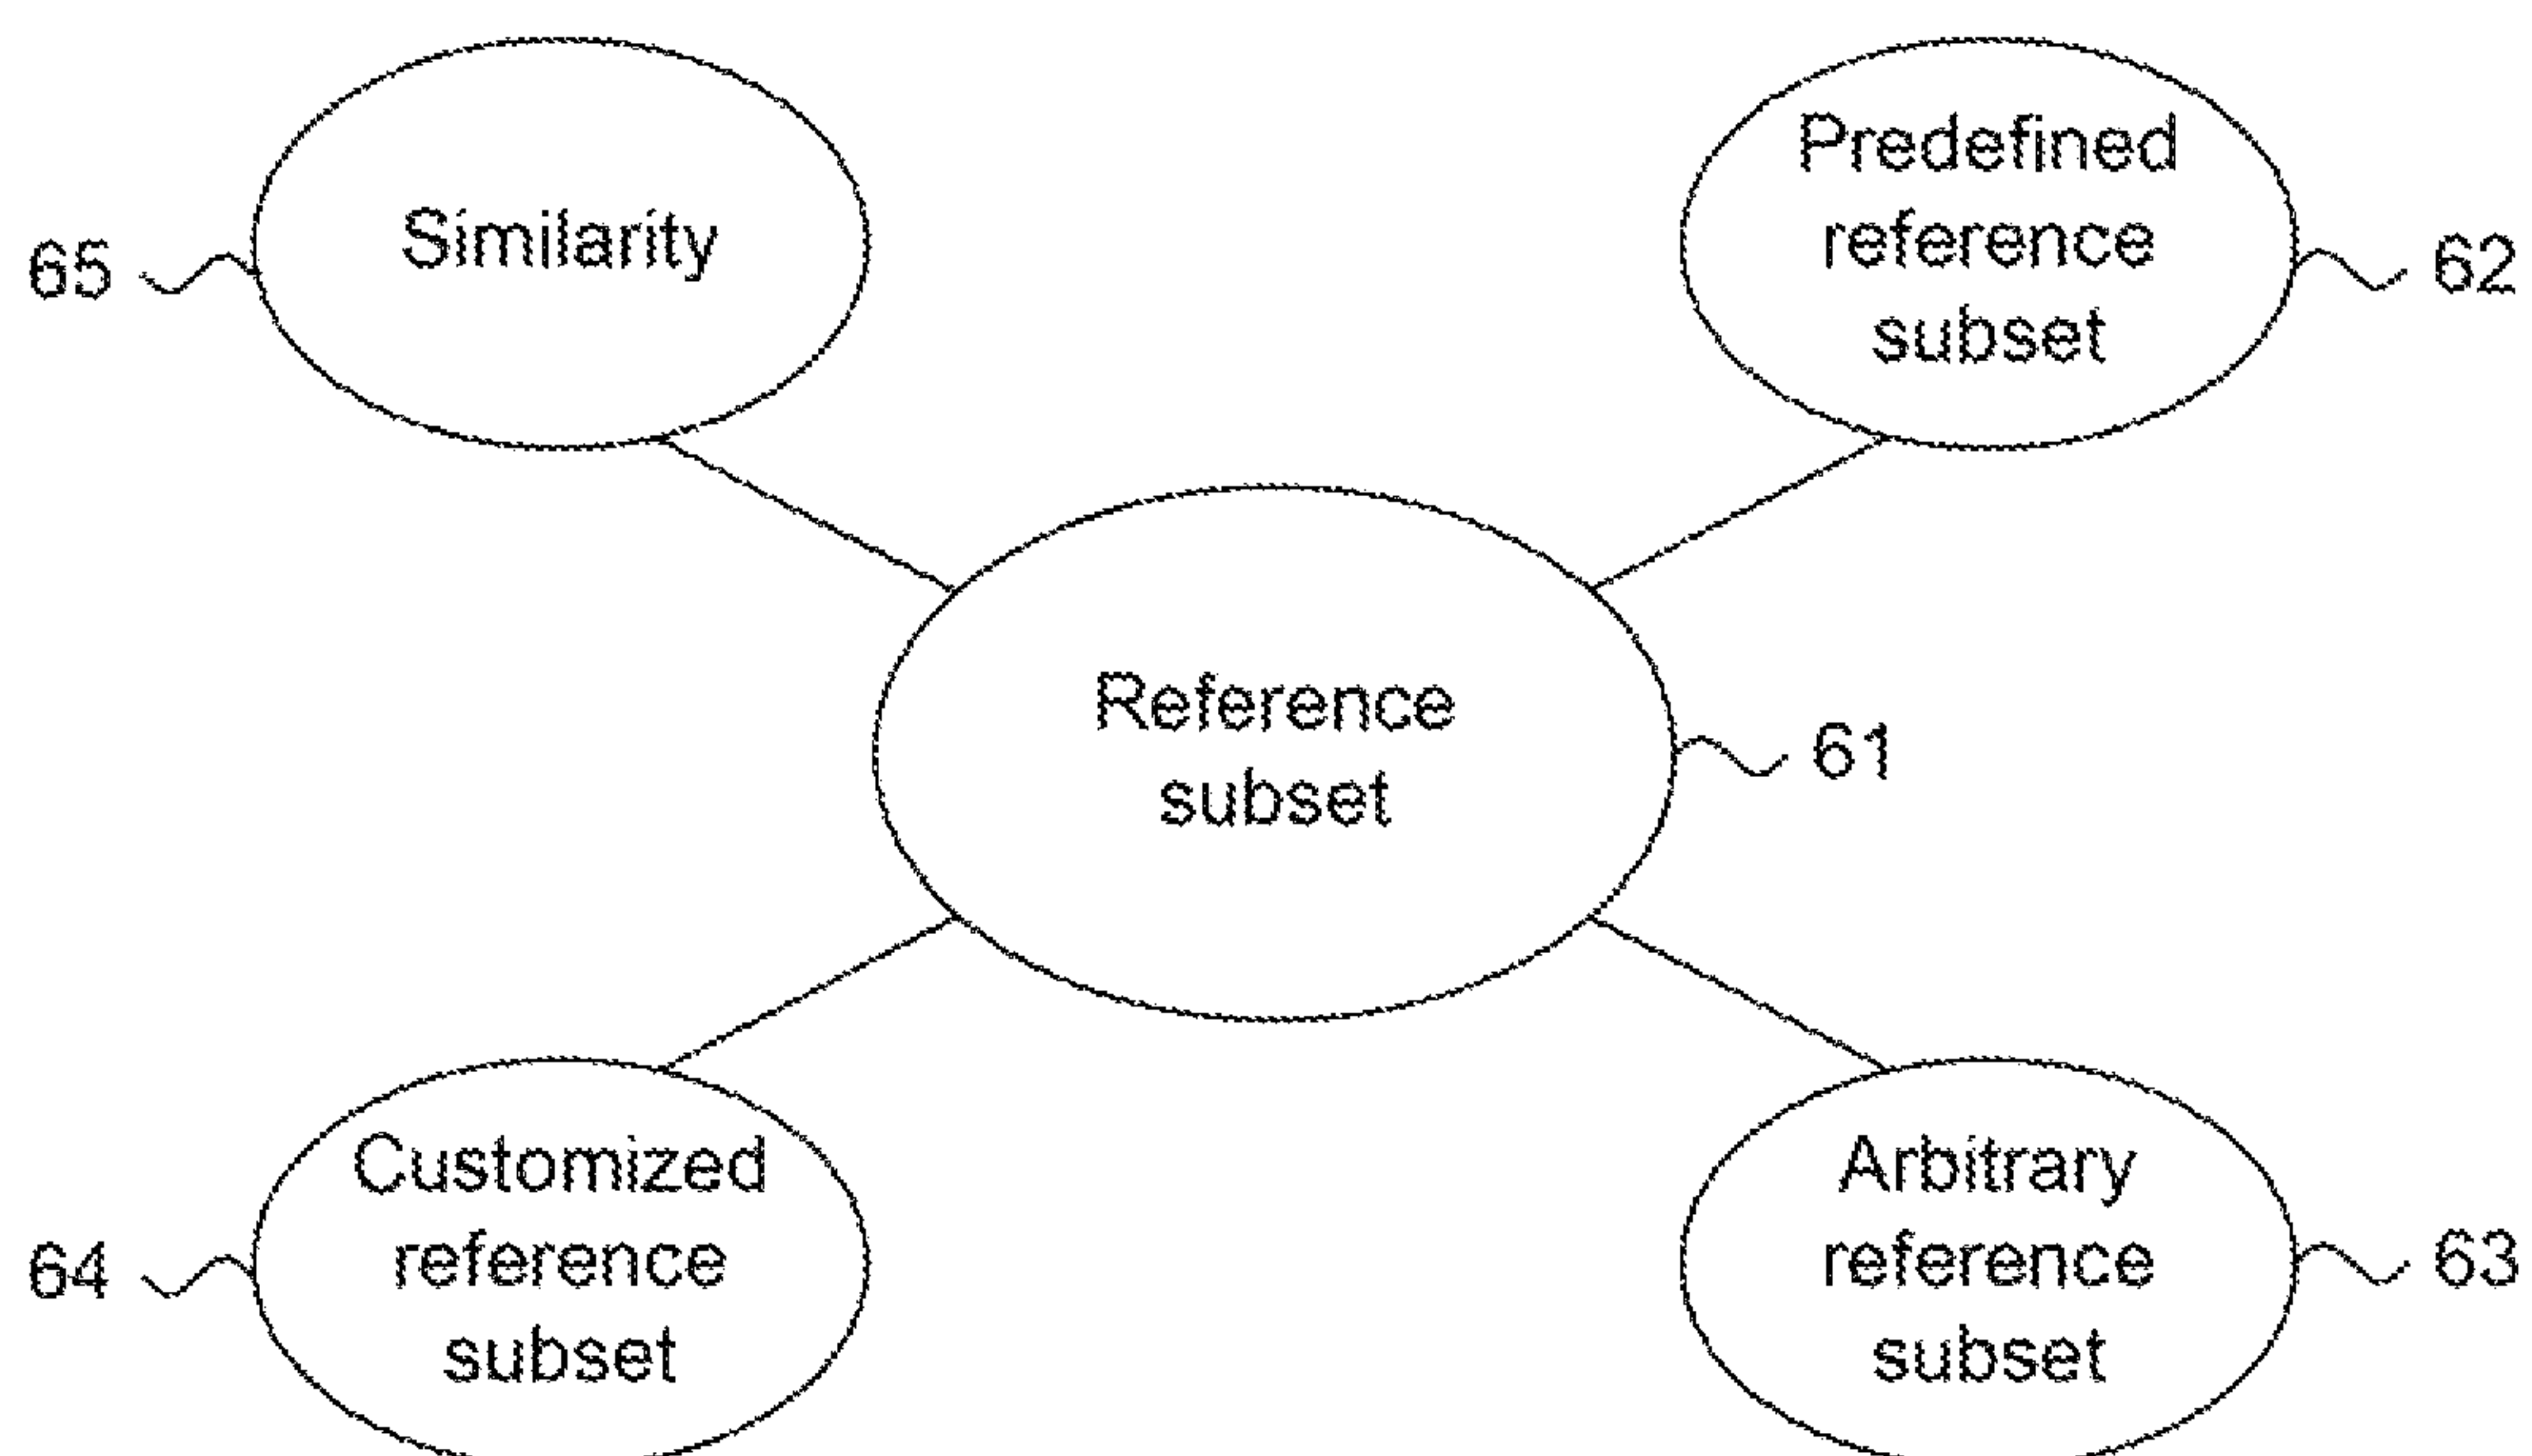 Similarity
65
Predefined
reference
subset
62
Reference
subset
61
Customized
reference
subset
64
Arbitrary
reference
subset
63